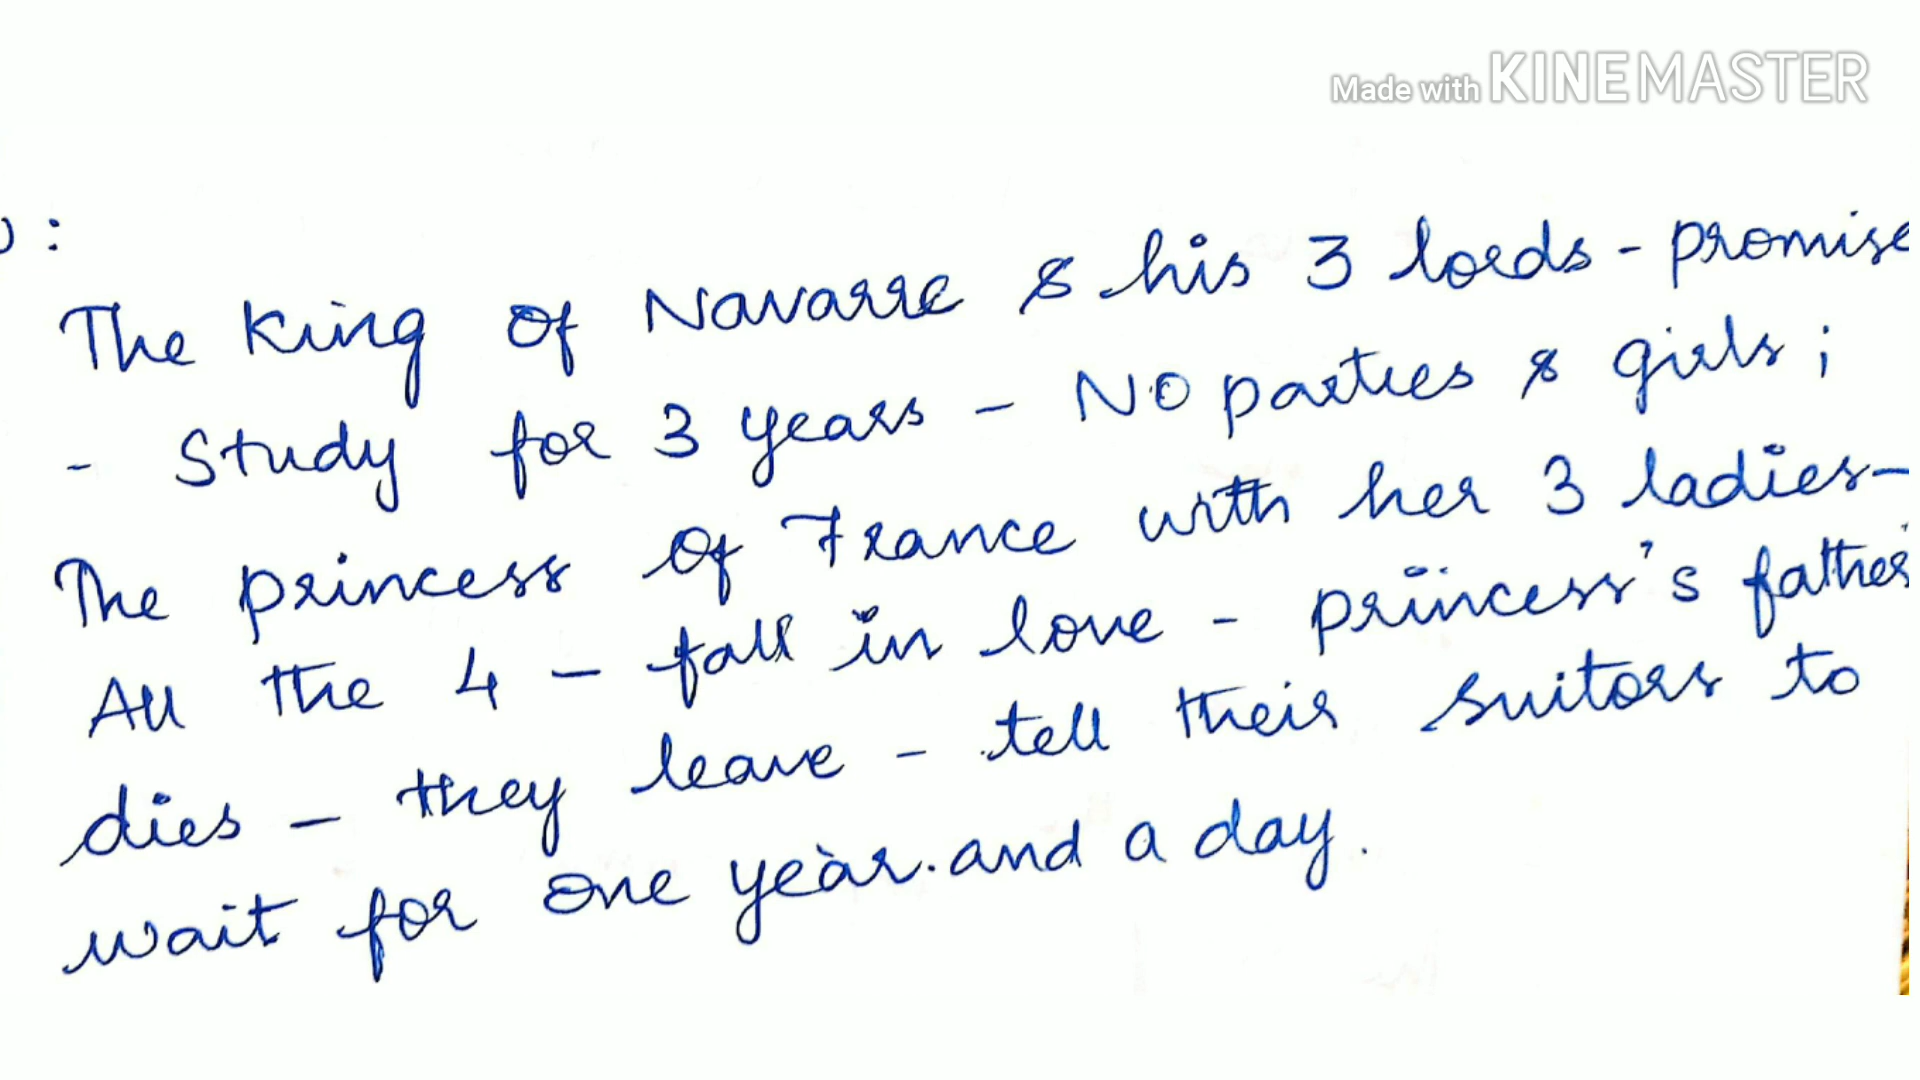 Made with KINEMASTER
:
The King of Navarre & his 3 lords - promise
- Study for 3 years - No parties & girls ;
The princess of France with her 3 ladies -
All the 4 - fall in love - princess's father
dies - they leave - tell their suitors to
wait for one year. and a day.